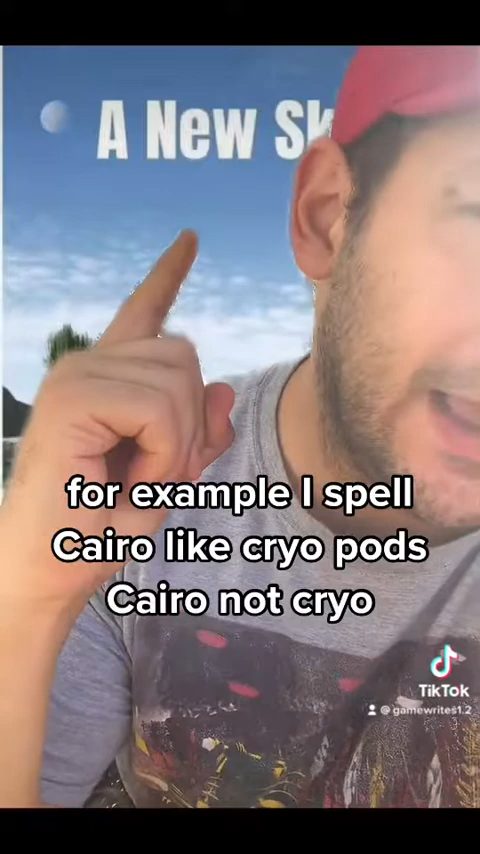 A New Sk
for example I spell
Cairo like cryo pods
Cairo not cryo
TikTok
@gamewrites1.2